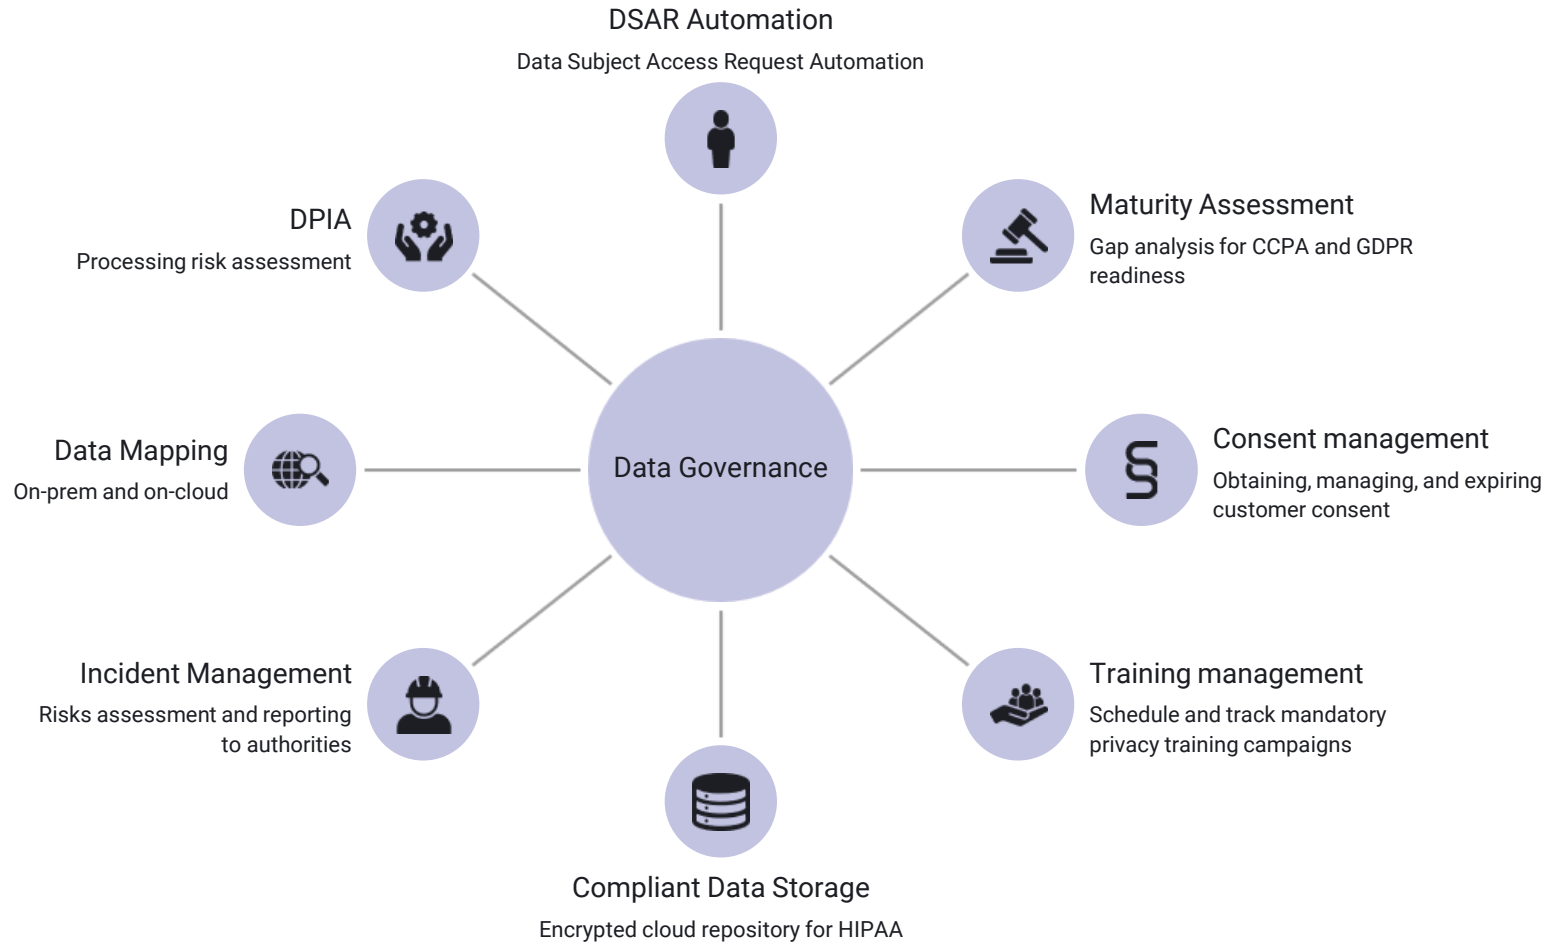 DSAR Automation
Data Subject Access Request Automation
Maturity Assessment
Gap analysis for CCPA and GDPR
readiness
DPIA
Processing risk assessment
Data Mapping
On-prem and on-cloud
Data Governance
Consent management
Obtaining, managing, and expiring
customer consent
Incident Management
Risks assessment and reporting
to authorities
Training management
Schedule and track mandatory
privacy training campaigns
Compliant Data Storage
Encrypted cloud repository for HIPAA